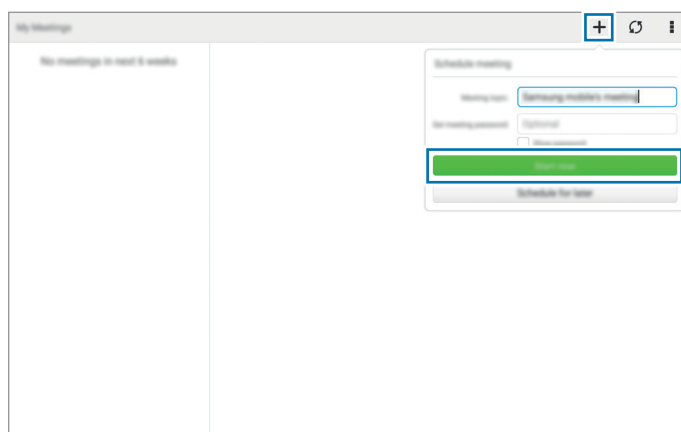 My Meetings
No meetings in next 6 weeks
Schedule meeting
Meeting topic Samsung mobile's meeting
Set meeting password Optional
Show password
Start now
Schedule for later